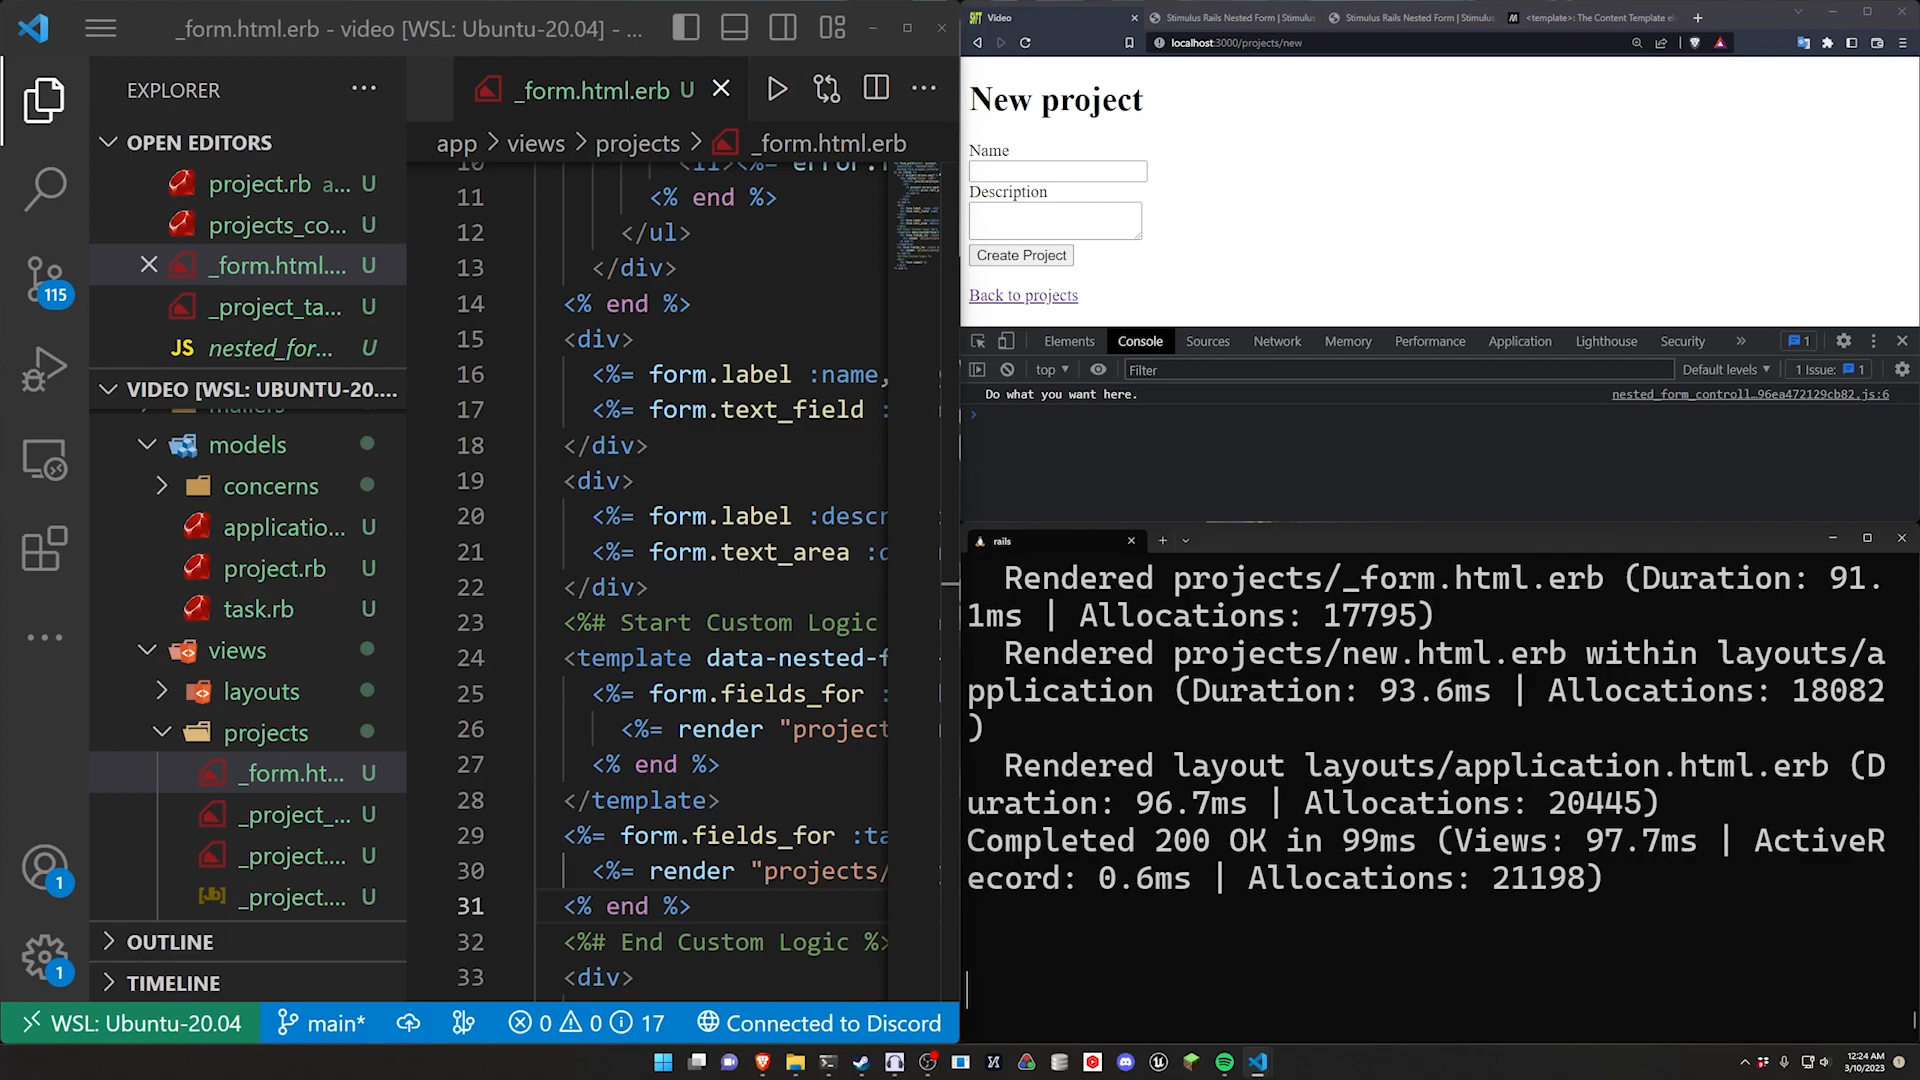 _form.html.erb - video [WSL: Ubuntu-20.04] - ...
EXPLORER
OPEN EDITORS
project.rb a... U
projects_co... U
_form.html.... U
_project_ta... U
JS nested_for... U
VIDEO [WSL: UBUNTU-20....
models
concerns
applicatio... U
project.rb U
task.rb U
views
layouts
projects
_form.ht... U
_project_... U
_project.... U
_project.... U
OUTLINE
TIMELINE
115
1
1
_form.html.erb U
app > views > projects > _form.html.erb
11 <% end %>
12 </ul>
13 </div>
14 <% end %>
15 <div>
16 <%= form.label :name,
17 <%= form.text_field :
18 </div>
19 <div>
20 <%= form.label :descr
21 <%= form.text_area :d
22 </div>
23 <%# Start Custom Logic
24 <template data-nested-f
25 <%= form.fields_for :
26 <%= render "project
27 <% end %>
28 </template>
29 <%= form.fields_for :ta
30 <%= render "projects/
31 <% end %>
32 <%# End Custom Logic %>
33 <div>
WSL: Ubuntu-20.04
main*
0 0 17
Connected to Discord
Video
Stimulus Rails Nested Form | Stimulus
Stimulus Rails Nested Form | Stimulus
<template>: The Content Template el
localhost:3000/projects/new
New project
Name
Description
Create Project
Back to projects
Elements Console Sources Network Memory Performance Application Lighthouse Security » 1
top Filter Default levels 1 Issue: 1
Do what you want here.
nested_form_controll…96ea472129cb82.js:6
rails
Rendered projects/_form.html.erb (Duration: 91.
1ms | Allocations: 17795)
Rendered projects/new.html.erb within layouts/a
pplication (Duration: 93.6ms | Allocations: 18082
)
Rendered layout layouts/application.html.erb (D
uration: 96.7ms | Allocations: 20445)
Completed 200 OK in 99ms (Views: 97.7ms | ActiveR
ecord: 0.6ms | Allocations: 21198)
12:24 AM
3/10/2023